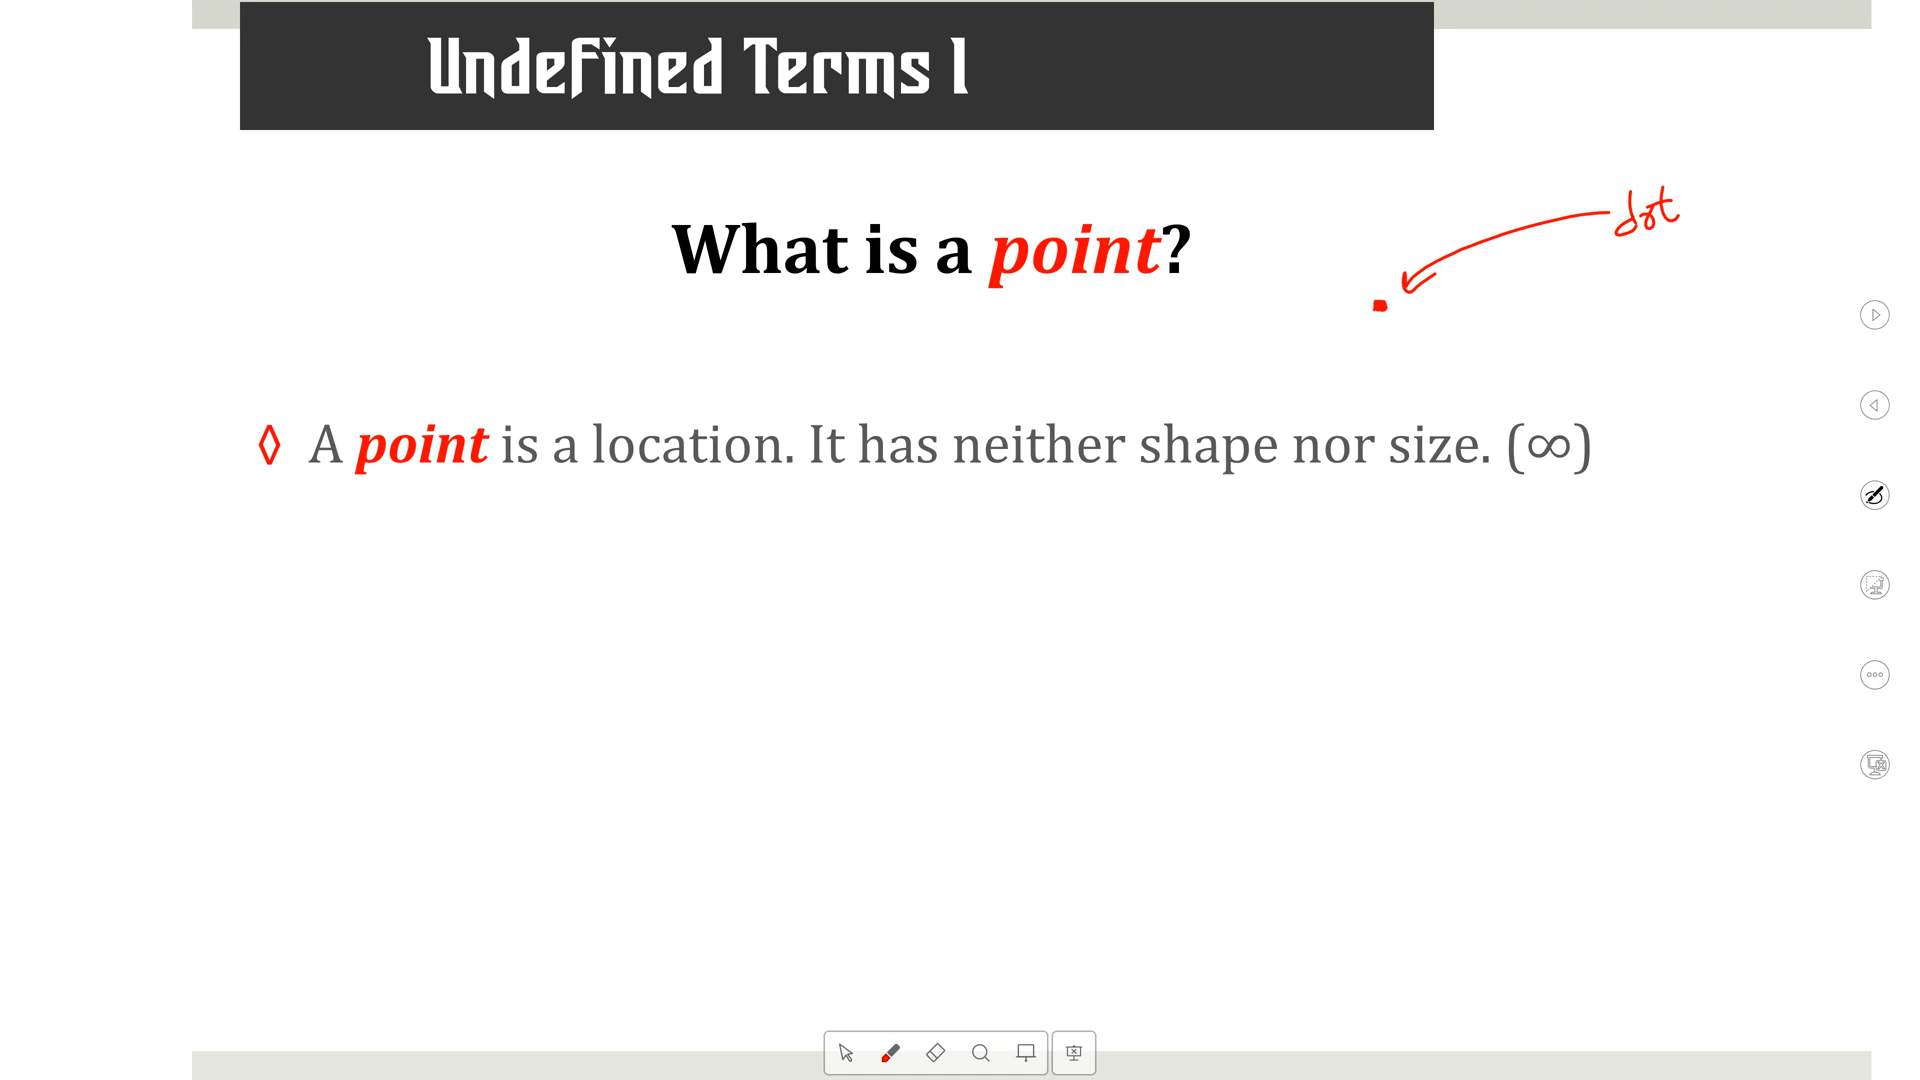 Undefined Terms I
dot
What is a point?
◊ A point is a location. It has neither shape nor size. (∞)